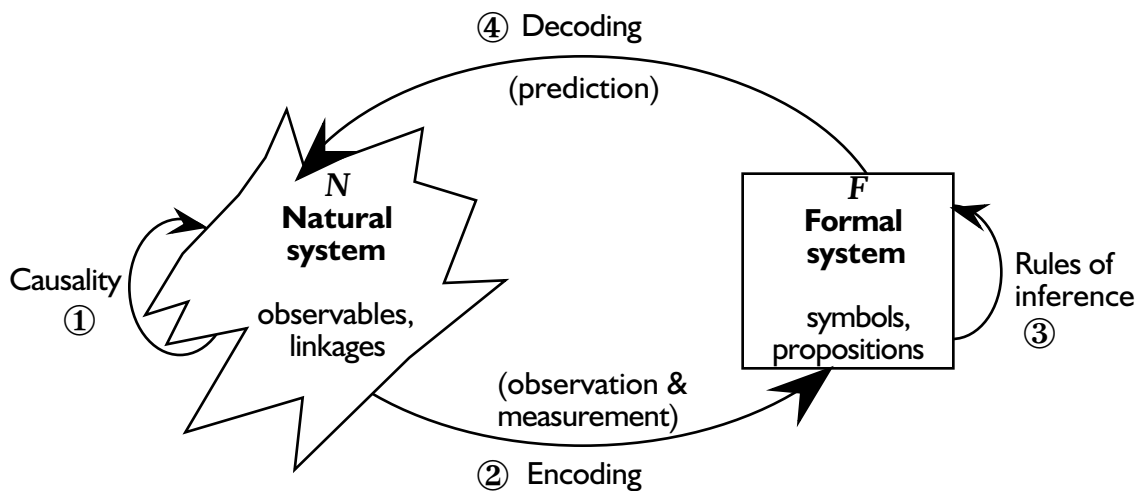 ④ Decoding
(prediction)
N
Natural
system
observables,
linkages
Causality
①
F
Formal
system
symbols,
propositions
Rules of
inference
③
(observation &
measurement)
② Encoding